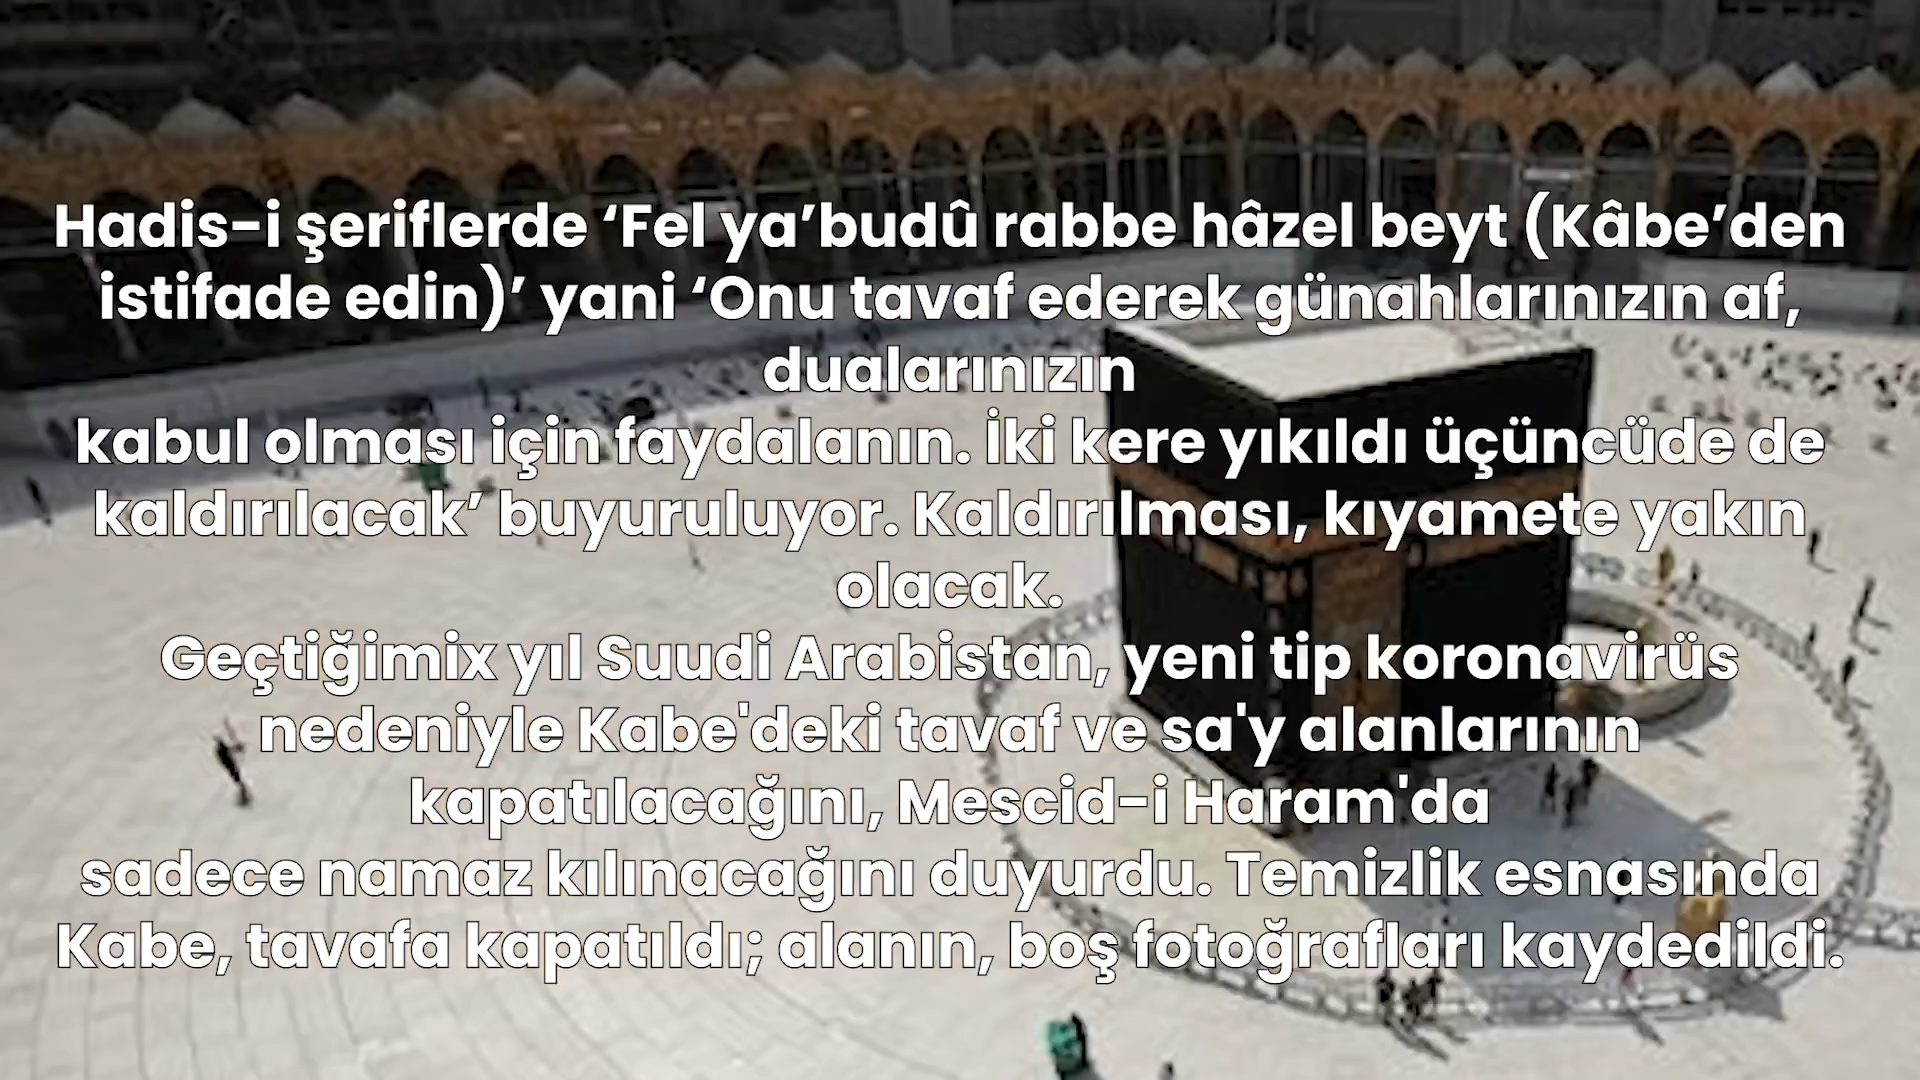 Hadis-i şeriflerde ‘Fel ya’budû rabbe hâzel beyt (Kâbe’den
istifade edin)’ yani ‘Onu tavaf ederek günahlarınızın af,
dualarınızın
kabul olması için faydalanın. İki kere yıkıldı üçüncüde de
kaldırılacak’ buyuruluyor. Kaldırılması, kıyamete yakın
olacak.
Geçtiğimix yıl Suudi Arabistan, yeni tip koronavirüs
nedeniyle Kabe'deki tavaf ve sa'y alanlarının
kapatılacağını, Mescid-i Haram'da
sadece namaz kılınacağını duyurdu. Temizlik esnasında
Kabe, tavafa kapatıldı; alanın, boş fotoğrafları kaydedildi.